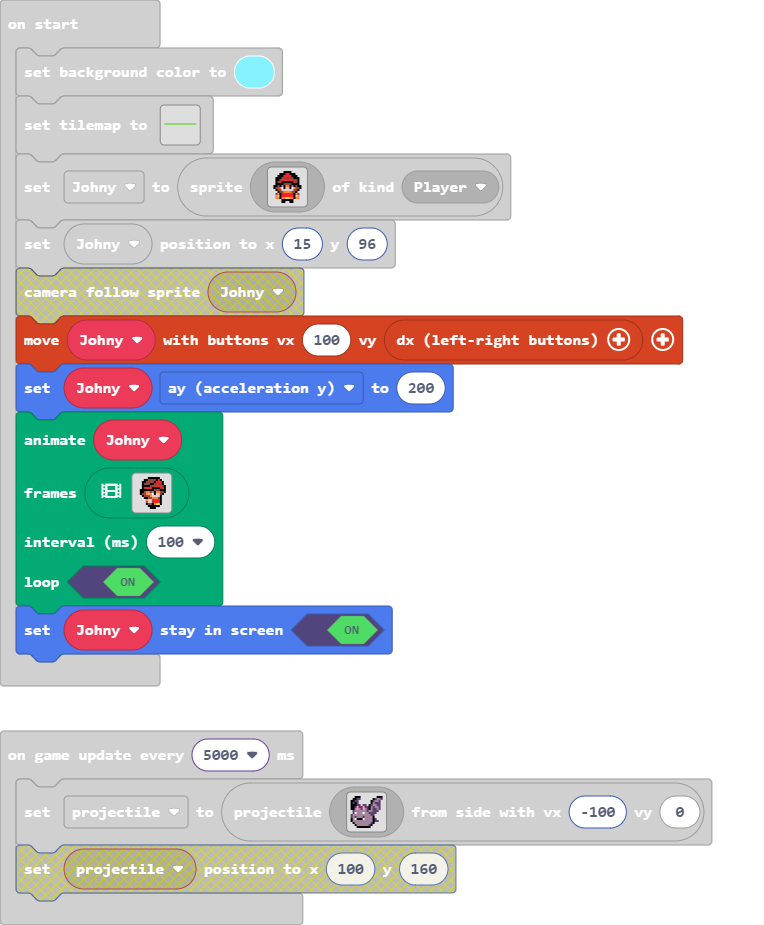 on start
set background color to
set tilemap to
set Johny to sprite of kind Player
set Johny position to x 15 y 96
camera follow sprite Johny
move Johny with buttons vx 100 vy dx (left-right buttons)
set Johny ay (acceleration y) to 200
animate Johny
frames
interval (ms) 100
loop ON
set Johny stay in screen ON
on game update every 5000 ms
set projectile to projectile from side with vx -100 vy 0
set projectile position to x 100 y 160